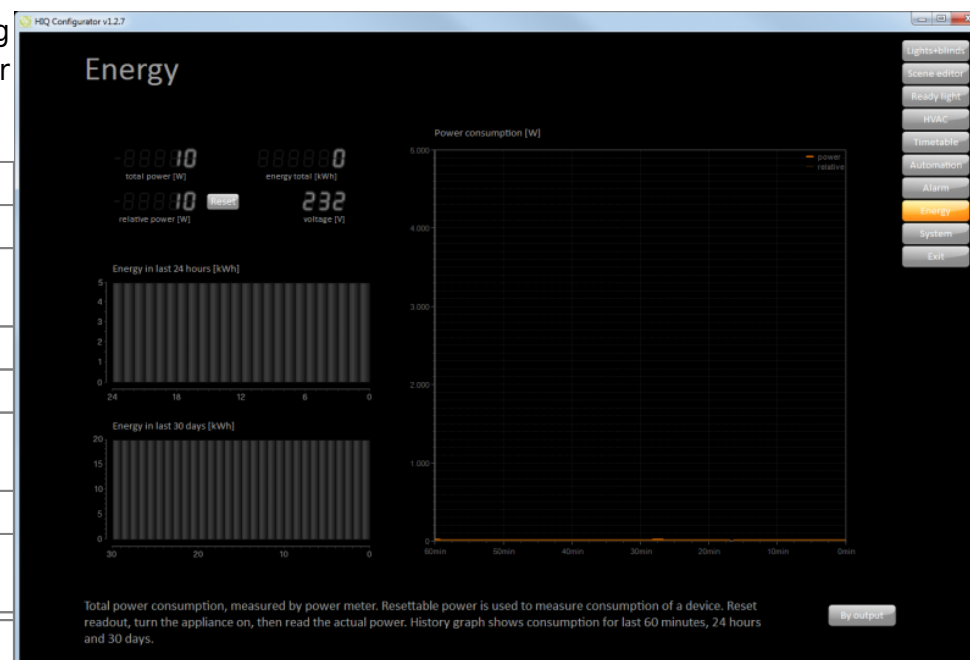 g
r
HIQ Configurator v1.2.7
Energy
10
total power [W]
0
energy total [kWh]
10
relative power [W]
Reset
232
voltage [V]
Energy in last 24 hours [kWh]
5
4
3
2
1
0
24 18 12 6 0
Energy in last 30 days [kWh]
20
15
10
5
0
30 20 10 0
Power consumption [W]
power
relative
5.000
4.000
3.000
2.000
1.000
0
60min 50min 40min 30min 20min 10min 0min
Lights+blinds
Scene editor
Ready light
HVAC
Timetable
Automation
Alarm
Energy
System
Exit
Total power consumption, measured by power meter. Resettable power is used to measure consumption of a device. Reset
readout, turn the appliance on, then read the actual power. History graph shows consumption for last 60 minutes, 24 hours
and 30 days.
By output